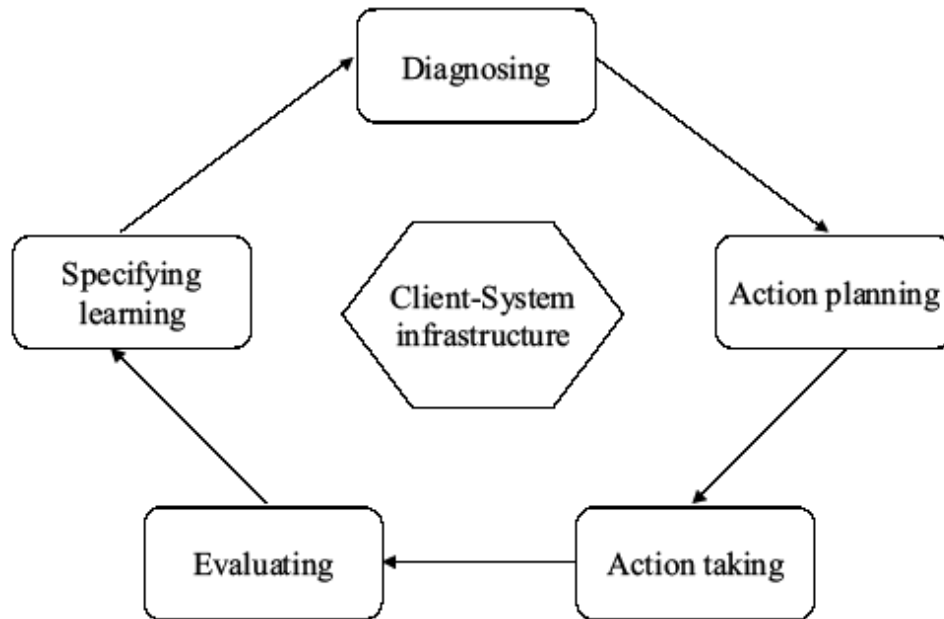 Diagnosing
Specifying
learning
Client-System
infrastructure
Action planning
Evaluating
Action taking